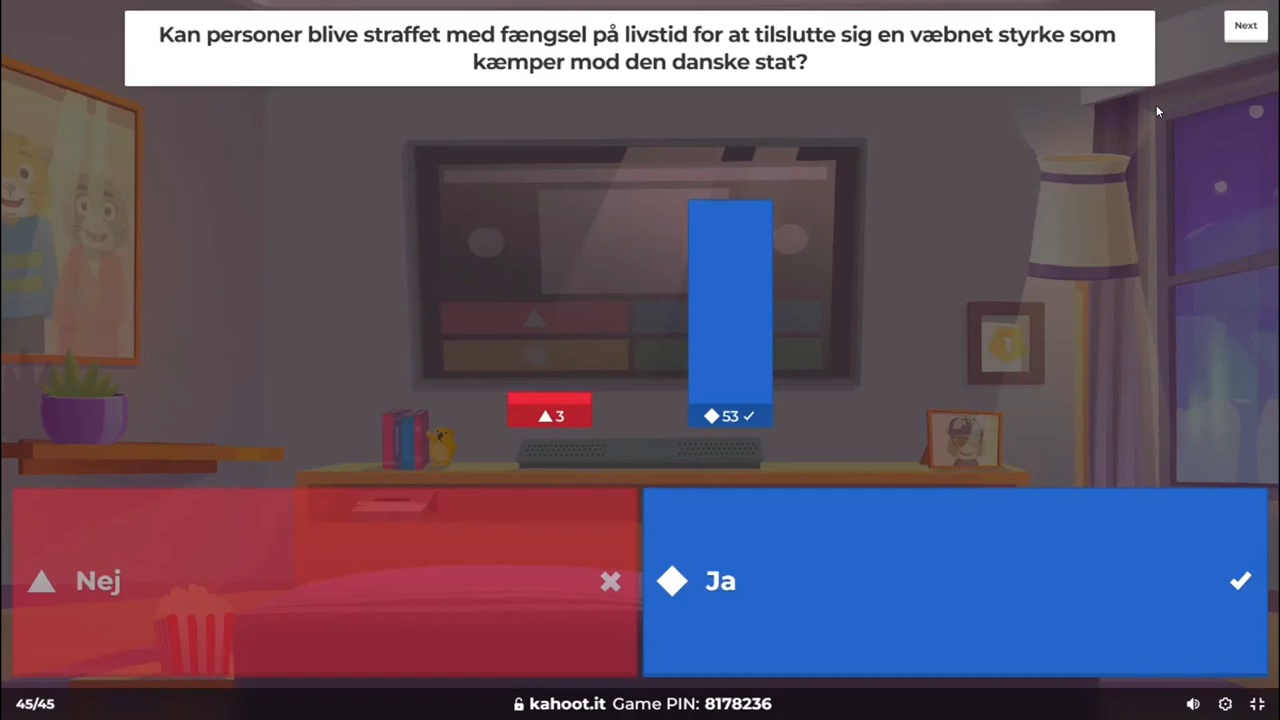 Kan personer blive straffet med fængsel på livstid for at tilslutte sig en væbnet styrke som
kæmper mod den danske stat?
Next
3
53
Nej
Ja
45/45
kahoot.it Game PIN: 8178236